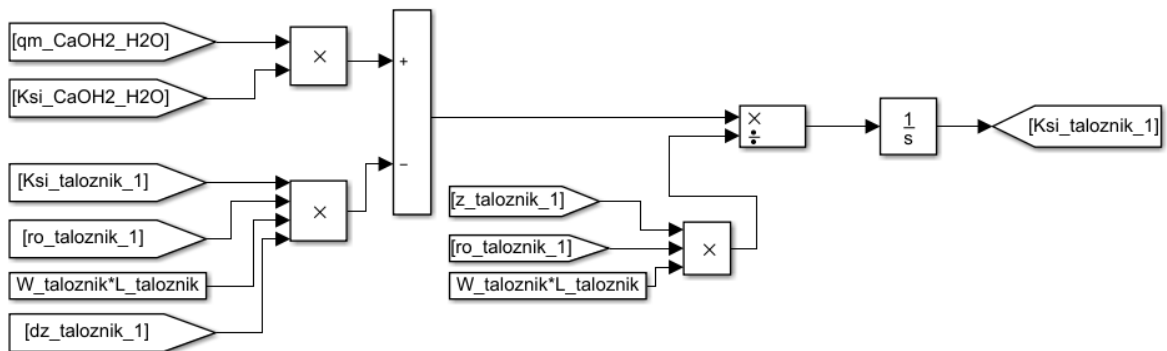 [qm_CaOH2_H2O]
[Ksi_CaOH2_H2O]
×
+
−
[Ksi_taloznik_1]
[ro_taloznik_1]
W_taloznik*L_taloznik
[dz_taloznik_1]
×
[z_taloznik_1]
[ro_taloznik_1]
W_taloznik*L_taloznik
×
×
÷
1
s
[Ksi_taloznik_1]